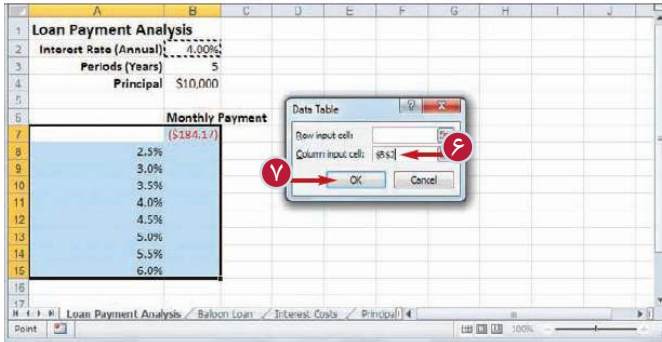 A B C D E F G H I J
1 Loan Payment Analysis
2 Interest Rate (Annual) 4.00%
3 Periods (Years) 5
4 Principal $10,000
5
6 Monthly Payment
7 ($184.17)
8 2.5%
9 3.0%
10 3.5%
11 4.0%
12 4.5%
13 5.0%
14 5.5%
15 6.0%
16
17
Data Table
Row input cell:
Column input cell: $B$2
۶
۷
OK Cancel
Loan Payment Analysis Baloon Loan Interest Costs Principal
Point 100%